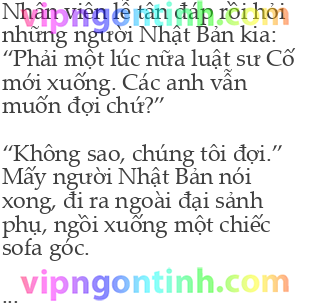 Nhân viên lễ tân đáp rồi hỏi
vipngontinh.com
những người Nhật Bản kia:
“Phải một lúc nữa luật sư Cố
mới xuống. Các anh vẫn
muốn đợi chứ?”
“Không sao, chúng tôi đợi.”
Mấy người Nhật Bản nói
xong, đi ra ngoài đại sảnh
phụ, ngồi xuống một chiếc
sofa góc.
vipngontinh.com
...